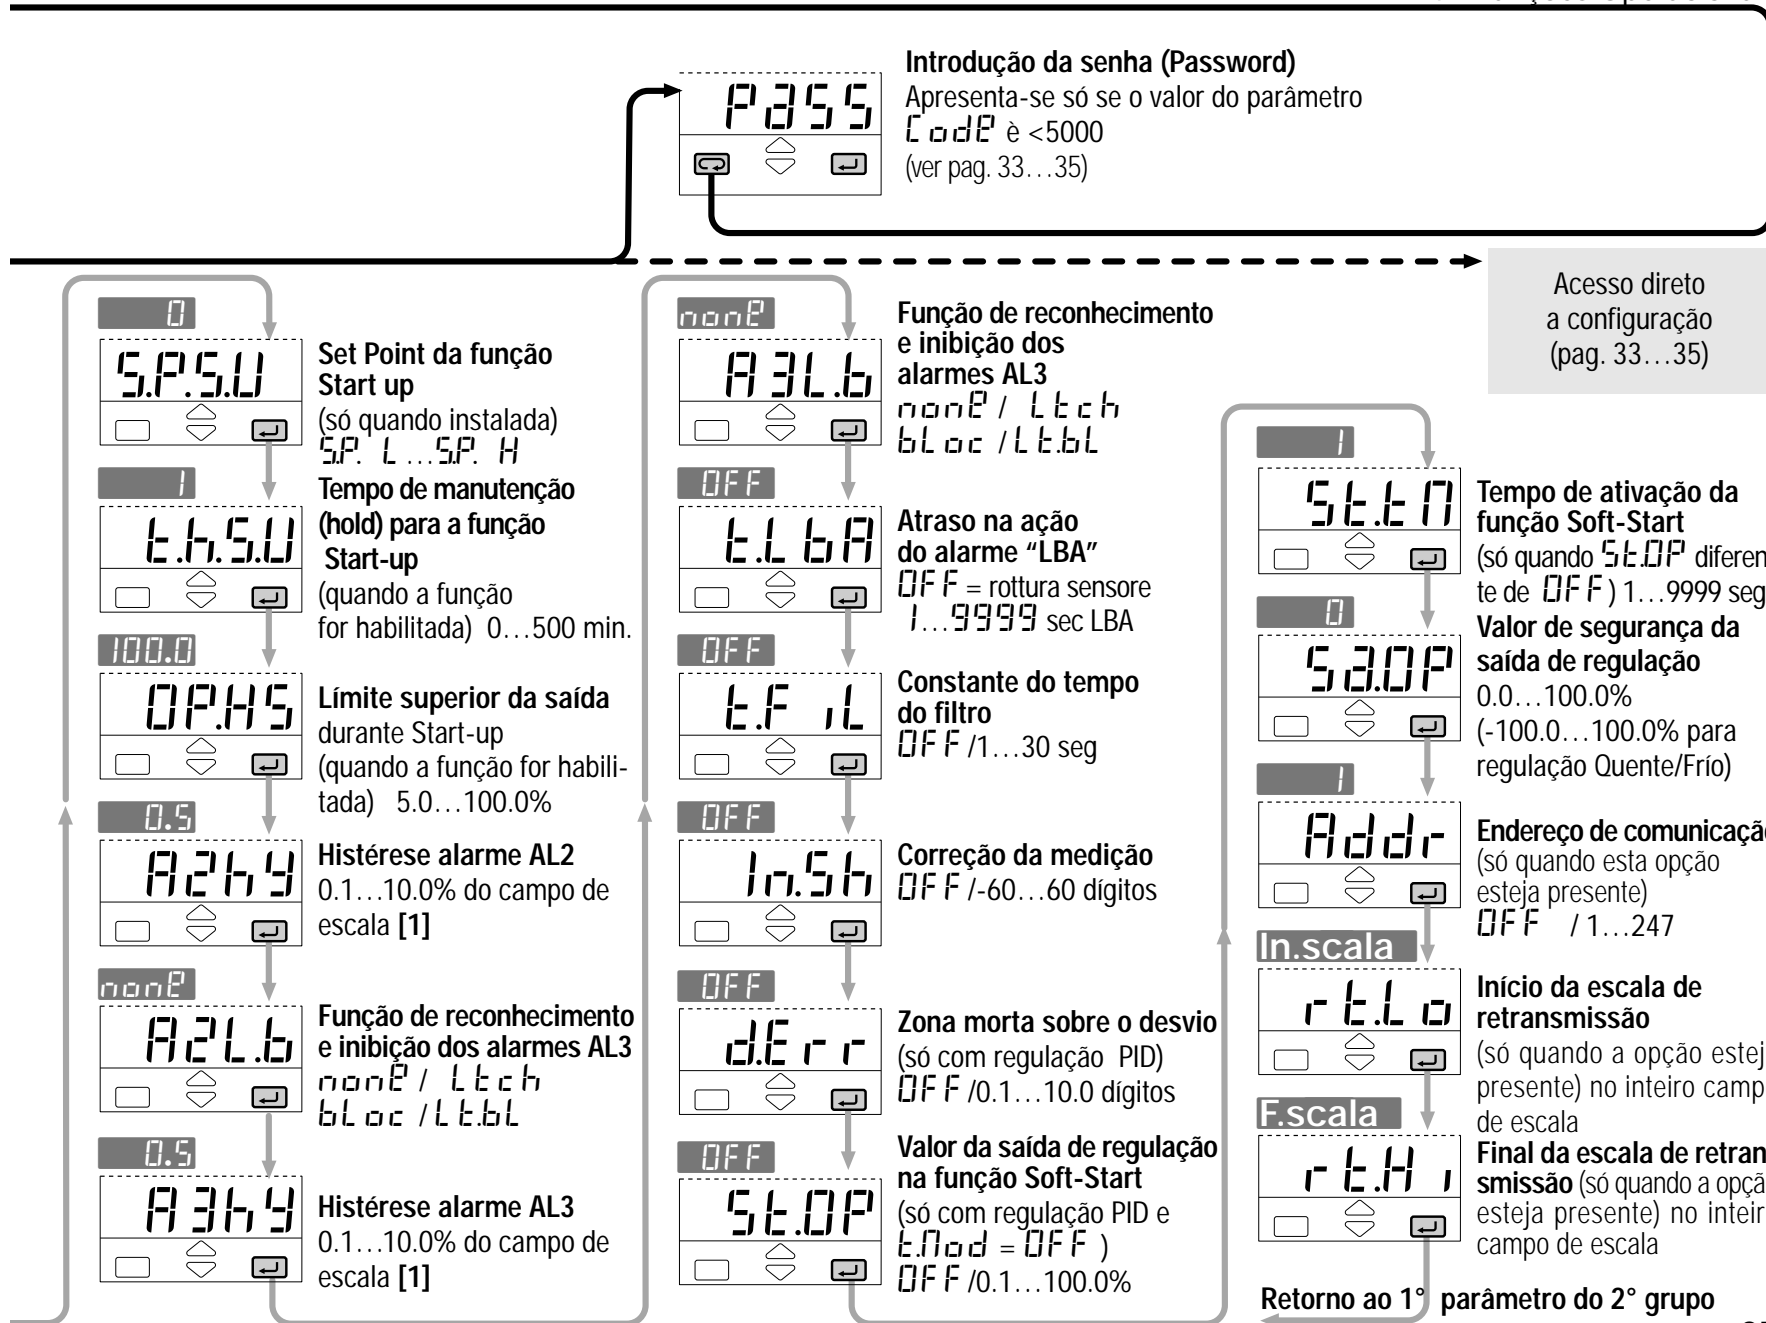 Pass
Introdução da senha (Password)
Apresenta-se só se o valor do parâmetro
Code è <5000
(ver pag. 33…35)
Acesso direto
a configuração
(pag. 33…35)
0
S.P.S.U
Set Point da função
Start up
(só quando instalada)
S.P. L …S.P. H
1
t.h.S.U
Tempo de manutenção
(hold) para a função
Start-up
(quando a função
for habilitada) 0…500 min.
100.0
OP.HS
Límite superior da saída
durante Start-up
(quando a função for habili-
tada) 5.0…100.0%
0.5
A2hy
Histérese alarme AL2
0.1…10.0% do campo de
escala [1]
none
A2L.b
Função de reconhecimento
e inibição dos alarmes AL3
none / Ltch
bLoc / Lt.bL
0.5
A3hy
Histérese alarme AL3
0.1…10.0% do campo de
escala [1]
none
A3L.b
Função de reconhecimento
e inibição dos
alarmes AL3
none / Ltch
bLoc / Lt.bL
OFF
t.LbA
Atraso na ação
do alarme “LBA”
OFF = rottura sensore
1…9999 sec LBA
OFF
t.FiL
Constante do tempo
do filtro
OFF /1…30 seg
OFF
In.Sh
Correção da medição
OFF /-60…60 dígitos
OFF
d.Err
Zona morta sobre o desvio
(só com regulação PID)
OFF /0.1…10.0 dígitos
OFF
St.OP
Valor da saída de regulação
na função Soft-Start
(só com regulação PID e
t.Mod = OFF )
OFF /0.1…100.0%
1
St.tM
Tempo de ativação da
função Soft-Start
(só quando St.OP diferen
te de OFF ) 1…9999 seg
0
Sa.OP
Valor de segurança da
saída de regulação
0.0…100.0%
(-100.0…100.0% para
regulação Quente/Frío)
1
Addr
Endereço de comunicaçã
(só quando esta opção
esteja presente)
OFF / 1…247
In.scala
rt.Lo
Início da escala de
retransmissão
(só quando a opção estej
presente) no inteiro camp
de escala
F.scala
rt.Hi
Final da escala de retran
smissão (só quando a opçã
esteja presente) no inteir
campo de escala
Retorno ao 1° parâmetro do 2° grupo